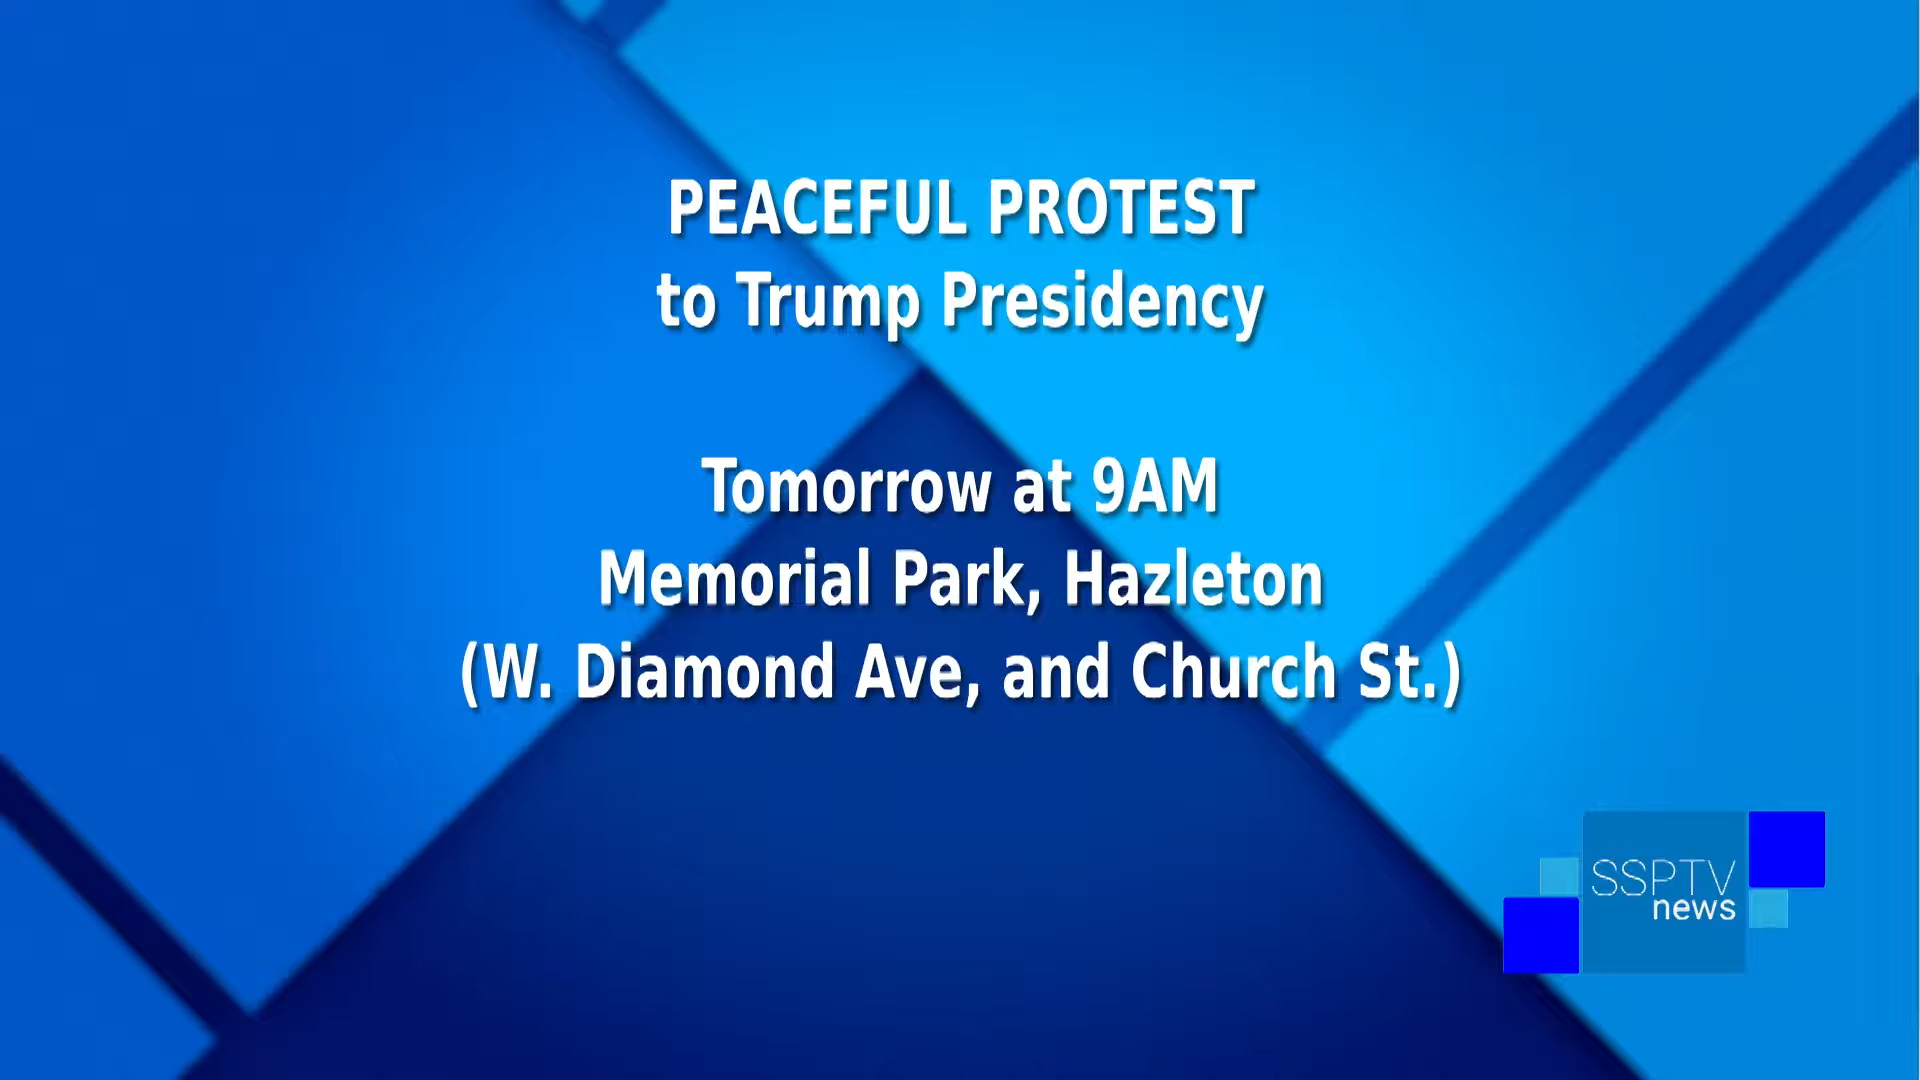 PEACEFUL PROTEST
to Trump Presidency
Tomorrow at 9AM
Memorial Park, Hazleton
(W. Diamond Ave, and Church St.)
SSPTV
news